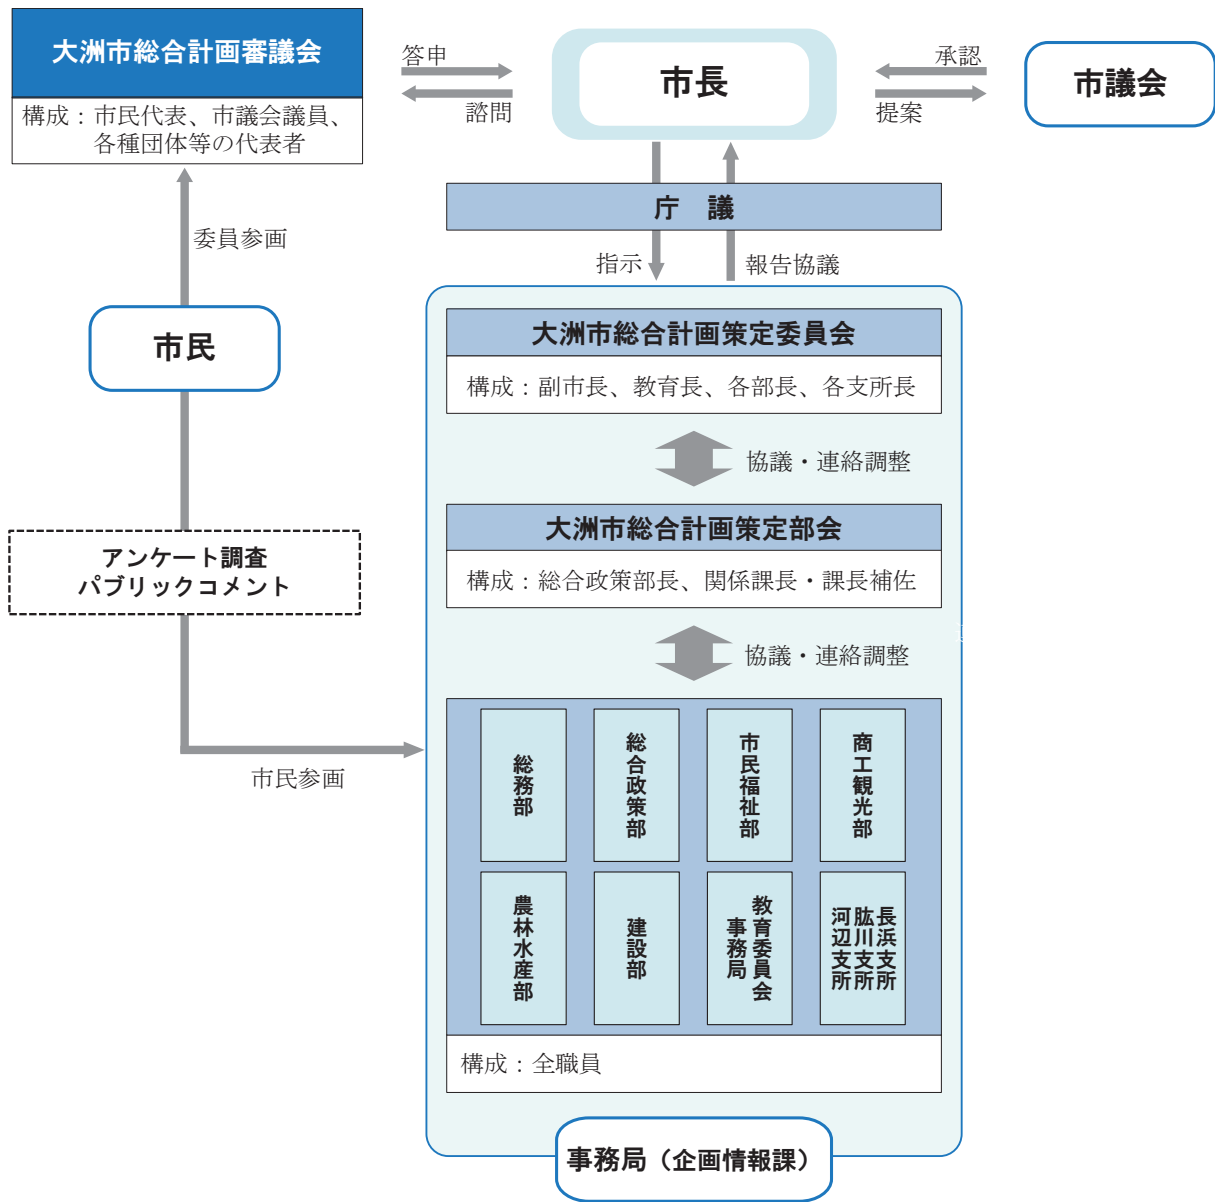 大洲市総合計画審議会
構成：市民代表、市議会議員、
各種団体等の代表者
答申
諮問
市長
承認
提案
市議会
庁　議
委員参画
指示
報告協議
市民
大洲市総合計画策定委員会
構成：副市長、教育長、各部長、各支所長
協議・連絡調整
大洲市総合計画策定部会
構成：総合政策部長、関係課長・課長補佐
アンケート調査
パブリックコメント
協議・連絡調整
市民参画
総務部
総合政策部
市民福祉部
商工観光部
農林水産部
建設部
教育委員会
事務局
長浜支所
肱川支所
河辺支所
構成：全職員
事務局（企画情報課）